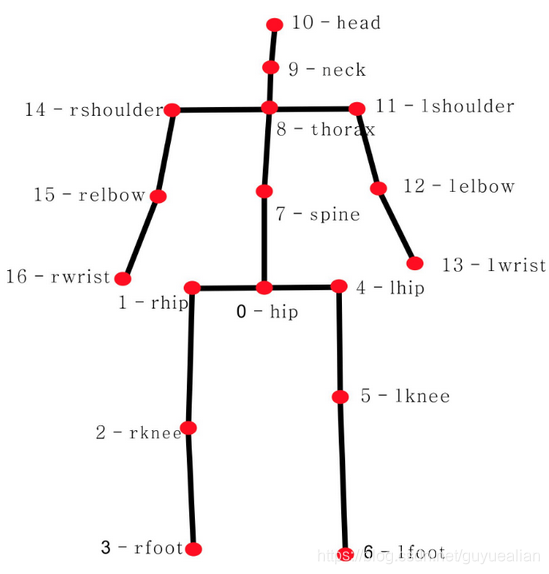 10 - head
9 - neck
14 - rshoulder
11 - lshoulder
8 - thorax
15 - relbow
12 - lelbow
7 - spine
16 - rwrist
13 - lwrist
1 - rhip
0 - hip
4 - lhip
5 - lknee
2 - rknee
3 - rfoot
6 - lfoot
https://blog.csdn.net/guyuealian